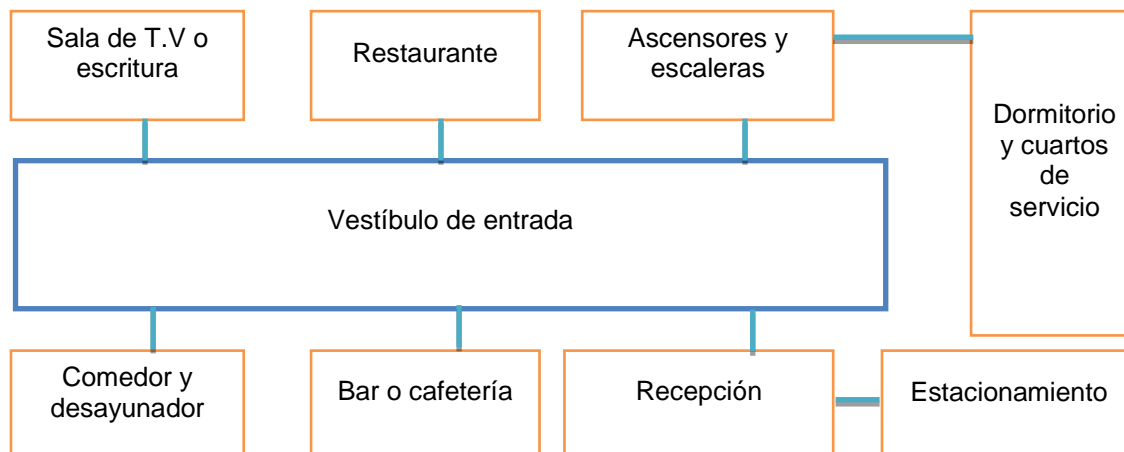 Sala de T.V o
escritura
Restaurante
Ascensores y
escaleras
Dormitorio
y cuartos
de
servicio
Vestíbulo de entrada
Comedor y
desayunador
Bar o cafetería
Recepción
Estacionamiento